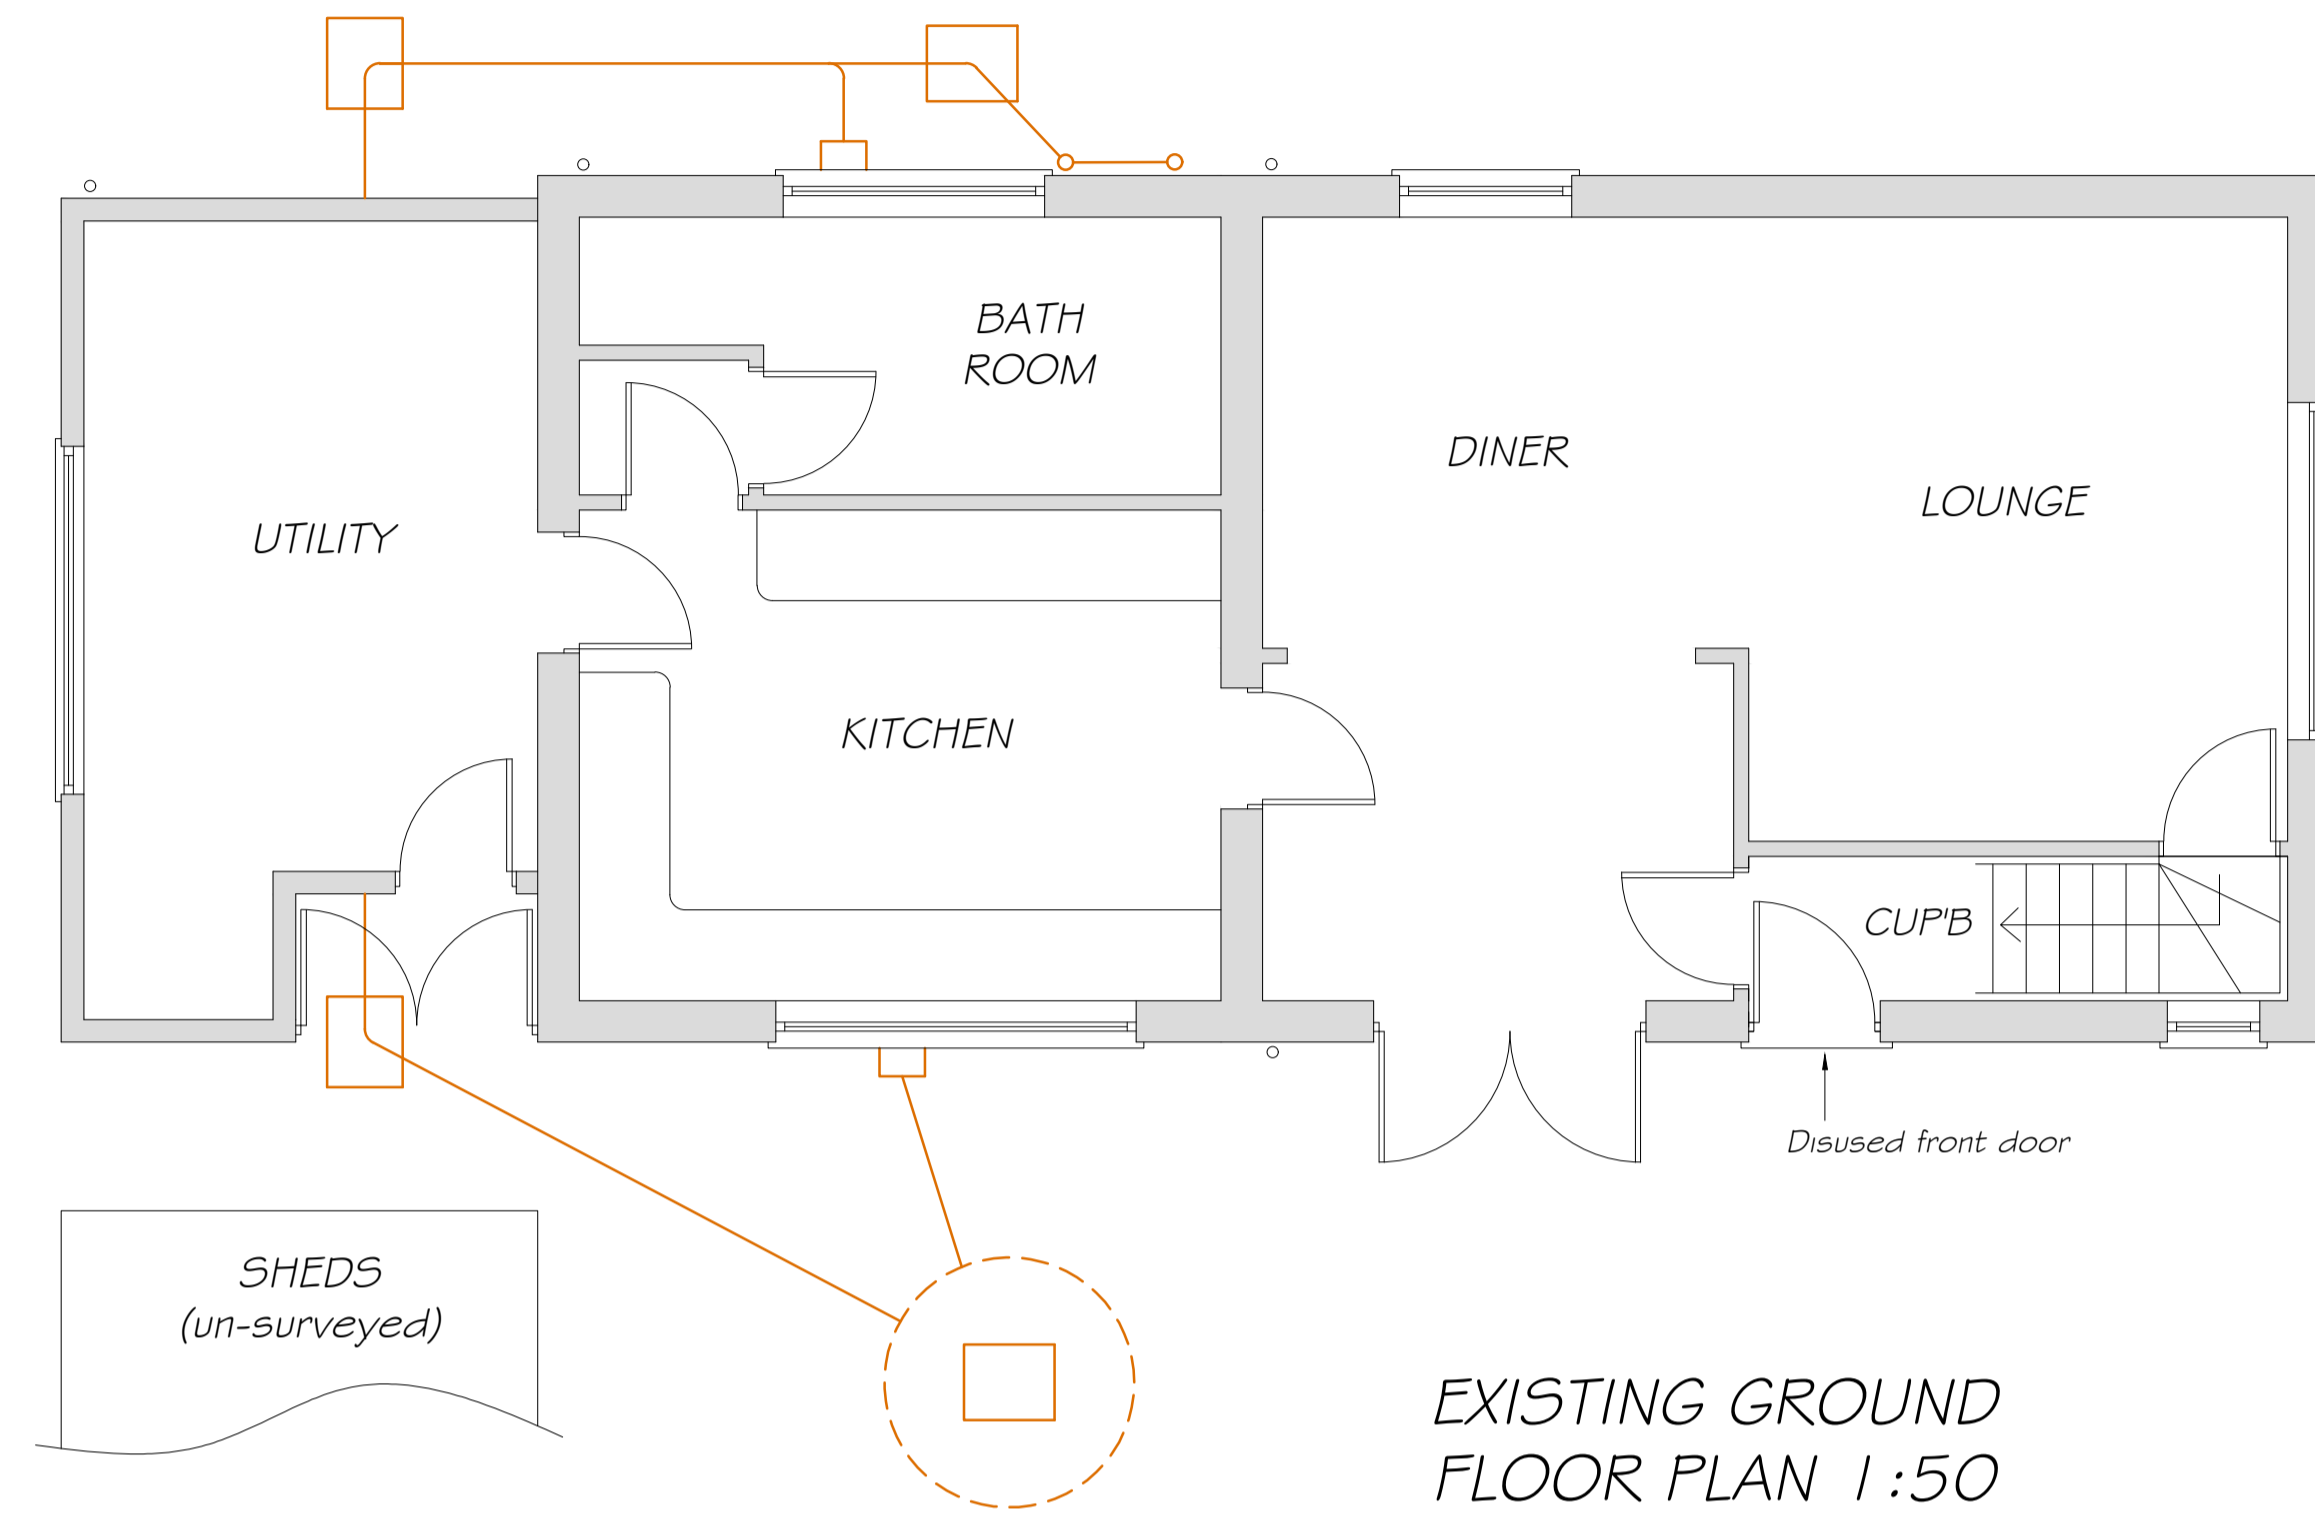 BATH
ROOM
DINER
LOUNGE
UTILITY
KITCHEN
CUP'B
Disused front door
SHEDS
(un-surveyed)
EXISTING GROUND
FLOOR PLAN 1:50